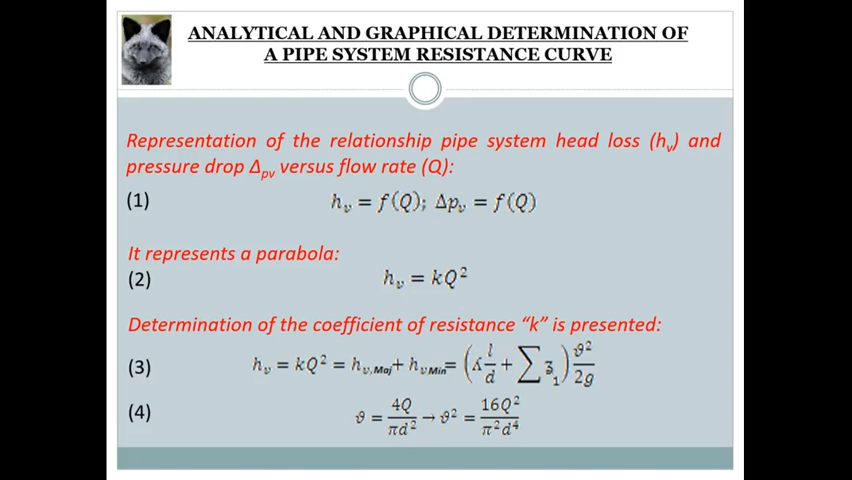 ANALYTICAL AND GRAPHICAL DETERMINATION OF
A PIPE SYSTEM RESISTANCE CURVE
Representation of the relationship pipe system head loss (hᵥ) and
pressure drop Δₚᵥ versus flow rate (Q):
(1) hᵥ = f(Q); Δpᵥ = f(Q)
It represents a parabola:
(2) hᵥ = kQ²
Determination of the coefficient of resistance “k” is presented:
(3) hᵥ = kQ² = hᵥ,Maj + hᵥMin = (ʎ l/d + ∑ ʒ₁) ϑ²/2g
(4) ϑ = 4Q/πd² → ϑ² = 16Q²/π²d⁴